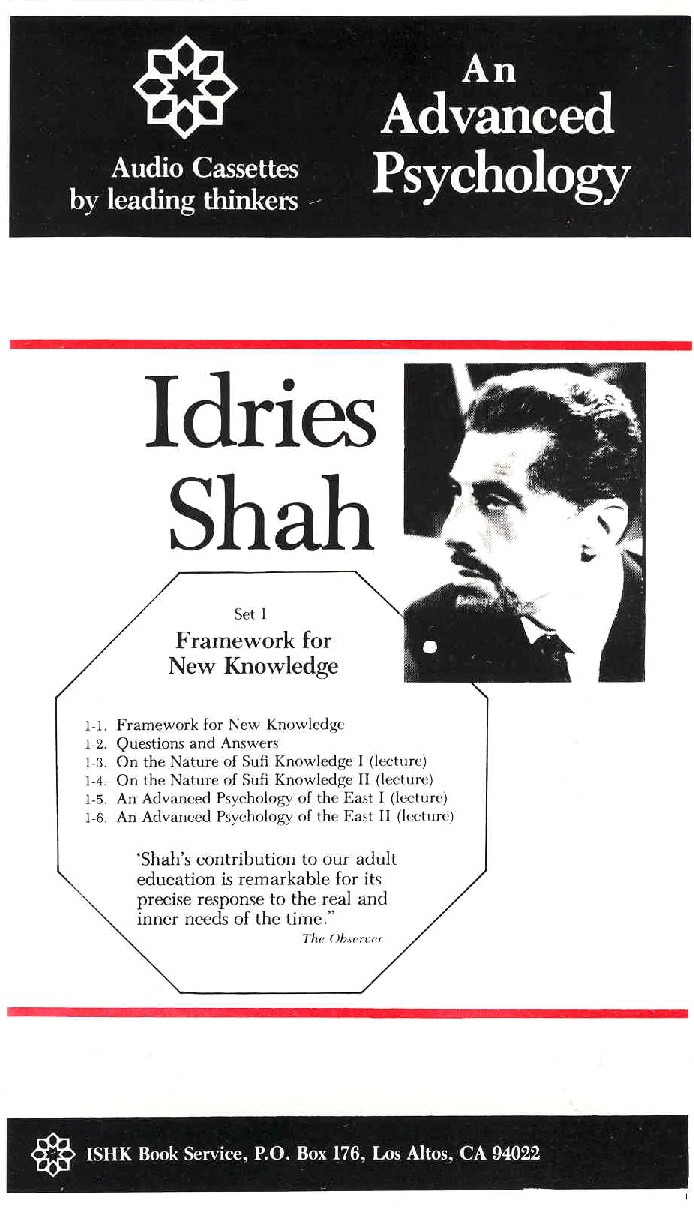 An
Advanced
Psychology
Audio Cassettes
by leading thinkers
Idries
Shah
Set 1
Framework for
New Knowledge
1-1. Framework for New Knowledge
1-2. Questions and Answers
1-3. On the Nature of Sufi Knowledge I (lecture)
1-4. On the Nature of Sufi Knowledge II (lecture)
1-5. An Advanced Psychology of the East I (lecture)
1-6. An Advanced Psychology of the East II (lecture)
'Shah's contribution to our adult
education is remarkable for its
precise response to the real and
inner needs of the time."
The Observer
ISHK Book Service, P.O. Box 176, Los Altos, CA 94022